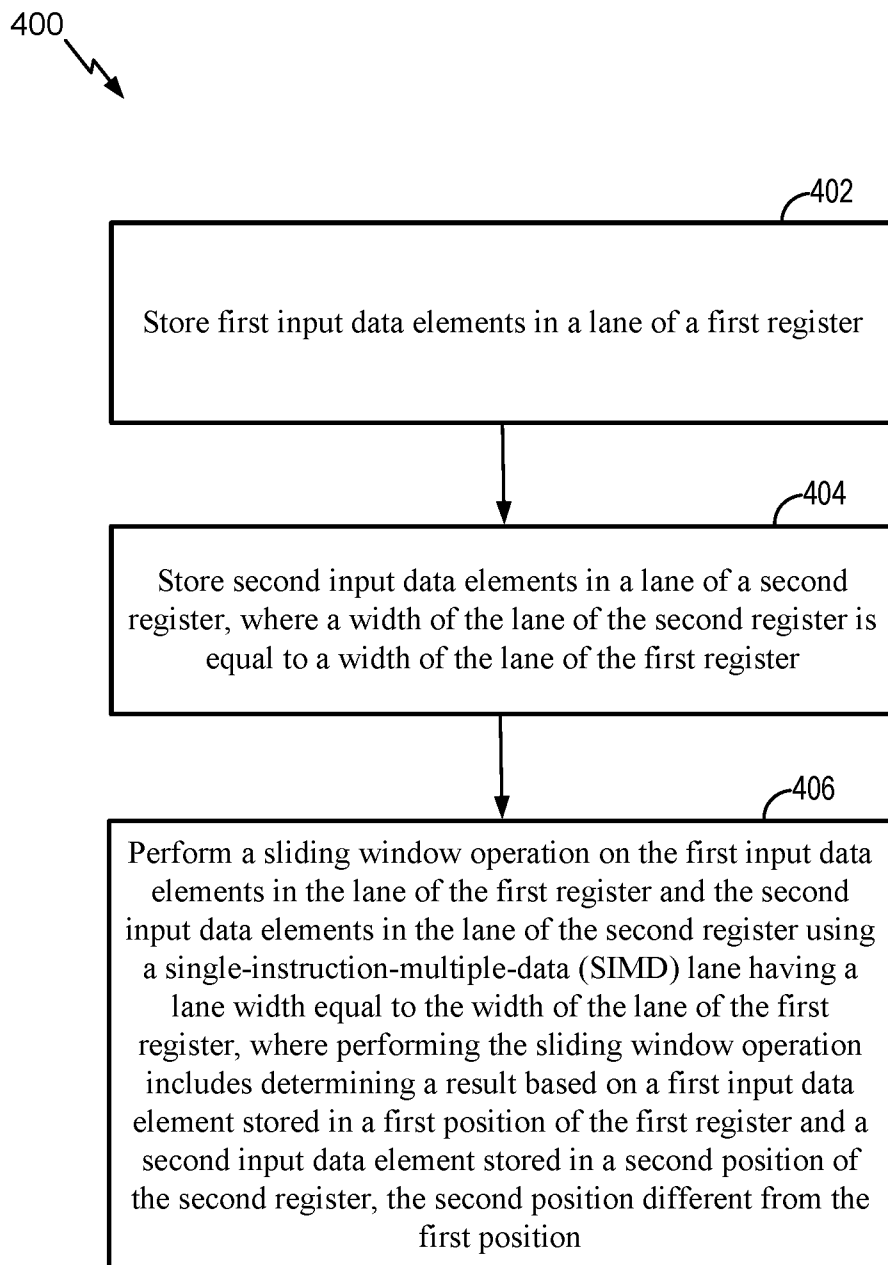 400
402
Store first input data elements in a lane of a first register
404
Store second input data elements in a lane of a second
register, where a width of the lane of the second register is
equal to a width of the lane of the first register
406
Perform a sliding window operation on the first input data
elements in the lane of the first register and the second
input data elements in the lane of the second register using
a single-instruction-multiple-data (SIMD) lane having a
lane width equal to the width of the lane of the first
register, where performing the sliding window operation
includes determining a result based on a first input data
element stored in a first position of the first register and a
second input data element stored in a second position of
the second register, the second position different from the
first position